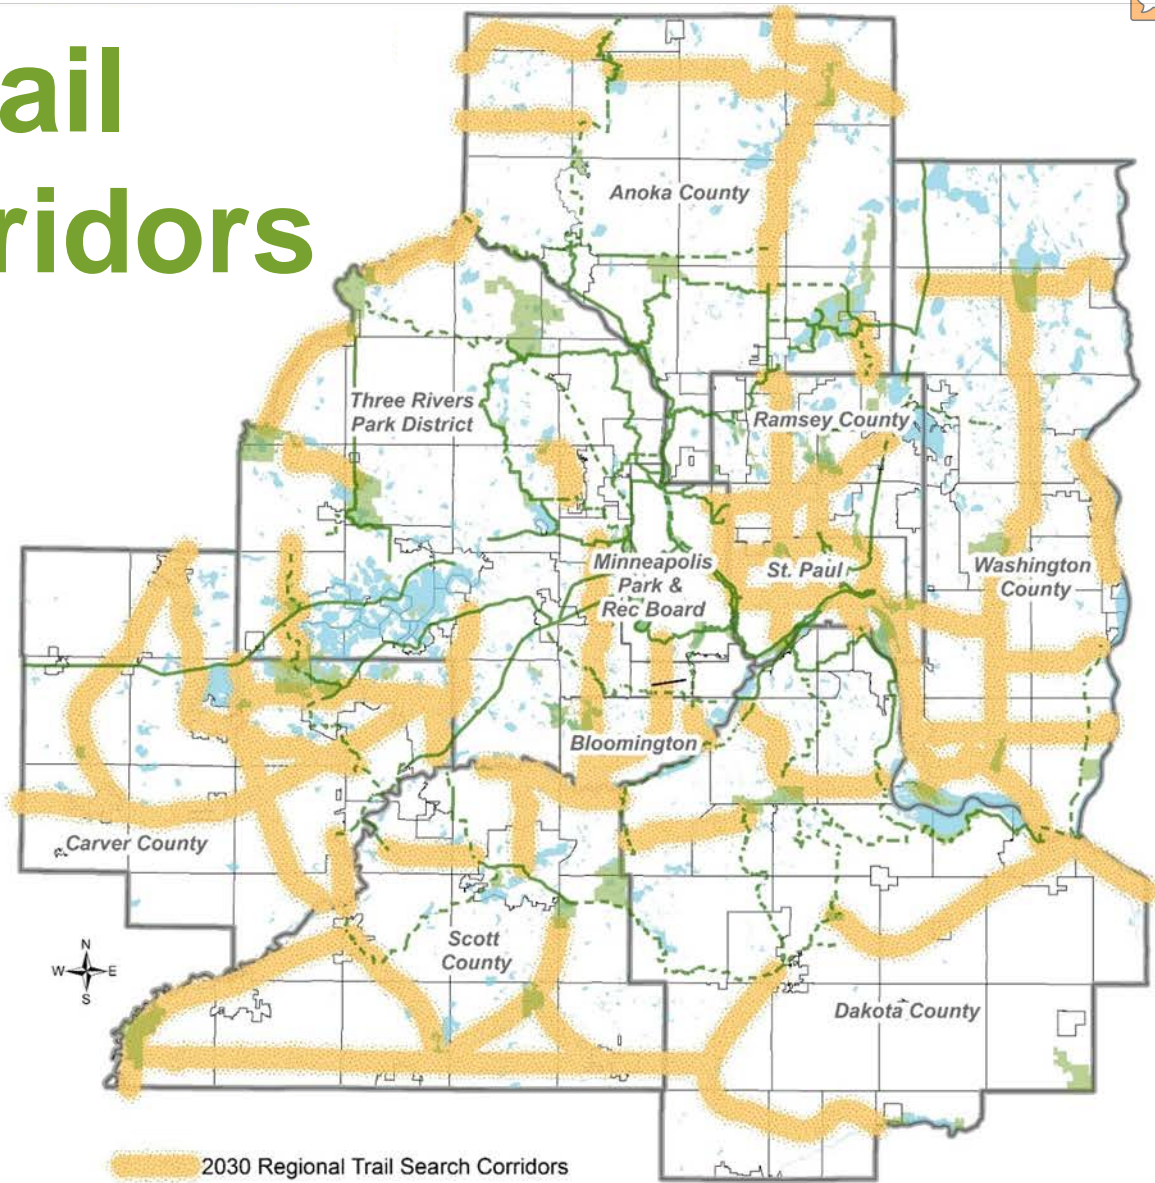 ail
ridors
Anoka County
Three Rivers
Park District
Ramsey County
Minneapolis
Park &
Rec Board
St. Paul
Washington
County
Bloomington
Carver County
Scott
County
N
W E
S
Dakota County
2030 Regional Trail Search Corridors